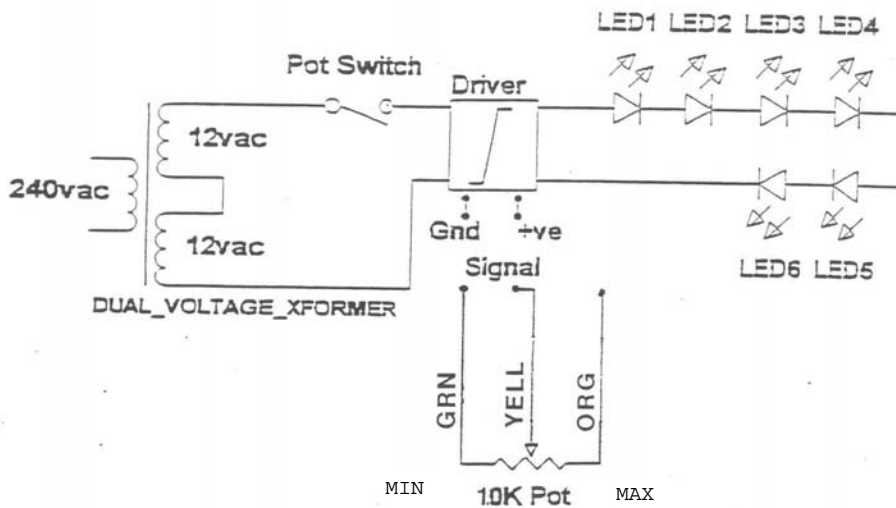 LED1 LED2 LED3 LED4
Pot Switch
Driver
12vac
240vac
12vac
Gnd +ve
Signal
LED6 LED5
DUAL_VOLTAGE_XFORMER
GRN
YELL
ORG
MIN
10K Pot
MAX